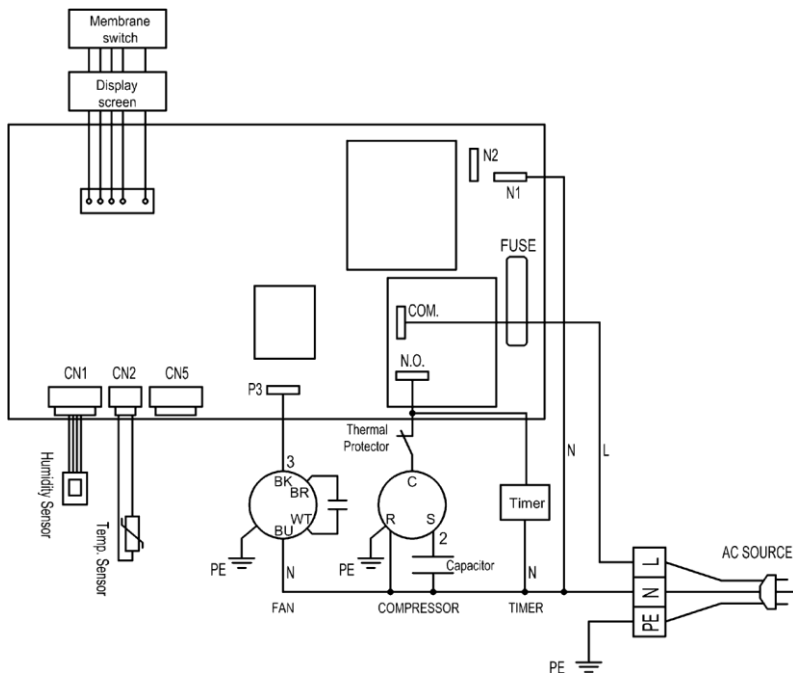 Membrane
switch
Display
screen
N2
N1
FUSE
COM.
N.O.
CN1
CN2
CN5
P3
Thermal
Protector
Humidity Sensor
Temp. Sensor
3
BK
BR
WT
BU
PE
N
C
R
S
2
PE
Capacitor
Timer
N
N
L
FAN
COMPRESSOR
TIMER
L
N
PE
AC SOURCE
PE